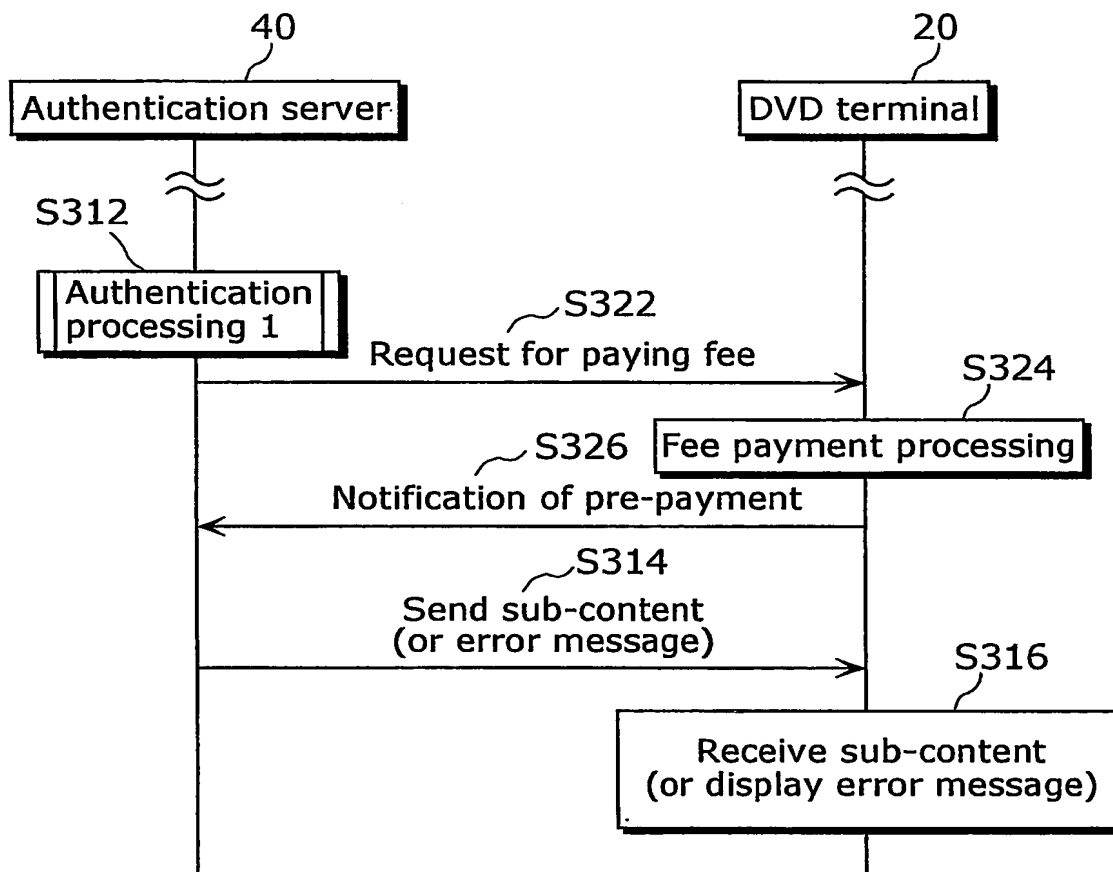 40
20
Authentication server
DVD terminal
S312
Authentication
processing 1
S322
Request for paying fee
S324
Fee payment processing
S326
Notification of pre-payment
S314
Send sub-content
(or error message)
S316
Receive sub-content
(or display error message)